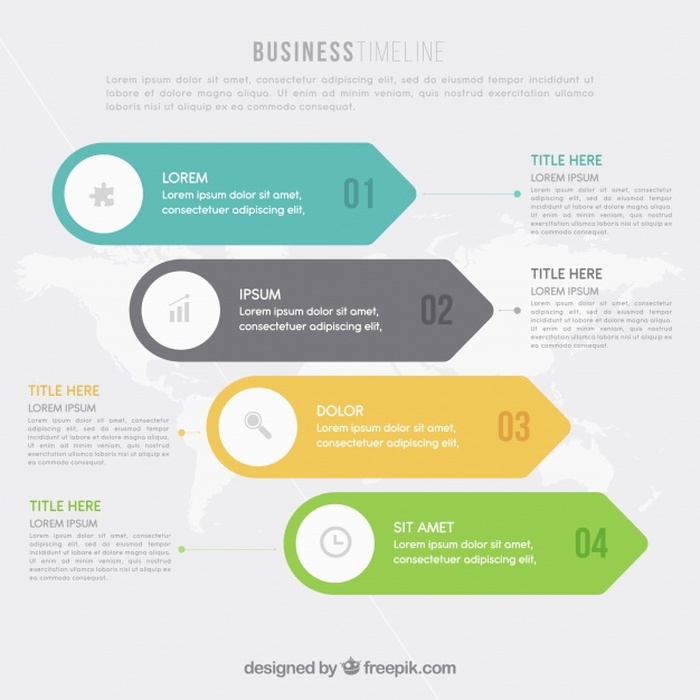 BUSINESSTIMELINE
Lorem ipsum dolor sit amet, consectetur adipiscing elit, sed do eiusmod tempor incididunt ut
labore et dolore magna aliqua. Ut enim ad minim veniam, quis nostrud exercitation ullamco
laboris nisi ut aliquip ex ea commodo consequat.
LOREM
Lorem ipsum dolor sit amet,
consectetuer adipiscing elit,
01
TITLE HERE
LOREM IPSUM
Lorem ipsum dolor sit amet, consectetur
adipiscing elit, sed do eiusmod tempor
incididunt ut labore et dolore magna aliqua.
Ut enim ad minim veniam, quis nostrud
exercitation ullamco laboris nisi ut aliquip ex
ea commodo consequat.
IPSUM
Lorem ipsum dolor sit amet,
consectetuer adipiscing elit,
02
TITLE HERE
LOREM IPSUM
Lorem ipsum dolor sit amet, consectetur
adipiscing elit, sed do eiusmod tempor
incididunt ut labore et dolore magna aliqua.
Ut enim ad minim veniam, quis nostrud
exercitation ullamco laboris nisi ut aliquip ex
ea commodo consequat.
TITLE HERE
LOREM IPSUM
Lorem ipsum dolor sit amet, consectetur
adipiscing elit, sed do eiusmod tempor
incididunt ut labore et dolore magna aliqua.
Ut enim ad minim veniam, quis nostrud
exercitation ullamco laboris nisi ut aliquip ex
ea commodo consequat.
DOLOR
Lorem ipsum dolor sit amet,
consectetuer adipiscing elit,
03
TITLE HERE
LOREM IPSUM
Lorem ipsum dolor sit amet, consectetur
adipiscing elit, sed do eiusmod tempor
incididunt ut labore et dolore magna aliqua.
Ut enim ad minim veniam, quis nostrud
exercitation ullamco laboris nisi ut aliquip ex
ea commodo consequat.
SIT AMET
Lorem ipsum dolor sit amet,
consectetuer adipiscing elit,
04
designed by freepik.com